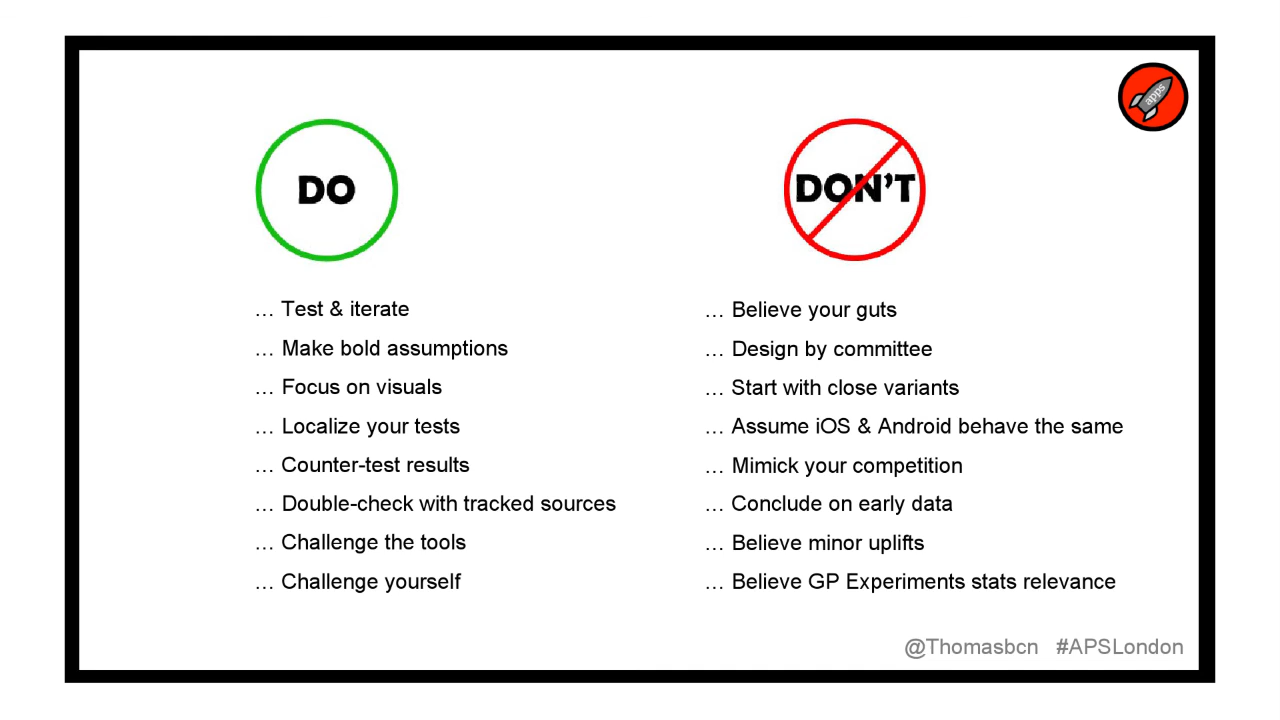 apps
DO
DON'T
… Test & iterate
… Make bold assumptions
… Focus on visuals
… Localize your tests
… Counter-test results
… Double-check with tracked sources
… Challenge the tools
… Challenge yourself
… Believe your guts
… Design by committee
… Start with close variants
… Assume iOS & Android behave the same
… Mimick your competition
… Conclude on early data
… Believe minor uplifts
… Believe GP Experiments stats relevance
@Thomasbcn #APSLondon